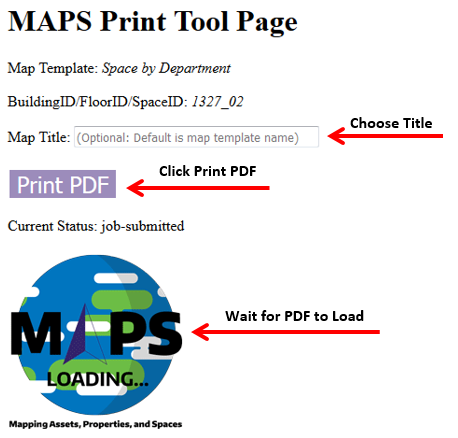 MAPS Print Tool Page
Map Template: Space by Department
BuildingID/FloorID/SpaceID: 1327_02
Choose Title
Map Title: (Optional: Default is map template name)
Click Print PDF
Print PDF
Current Status: job-submitted
Wait for PDF to Load
MAPS
LOADING...
Mapping Assets, Properties, and Spaces